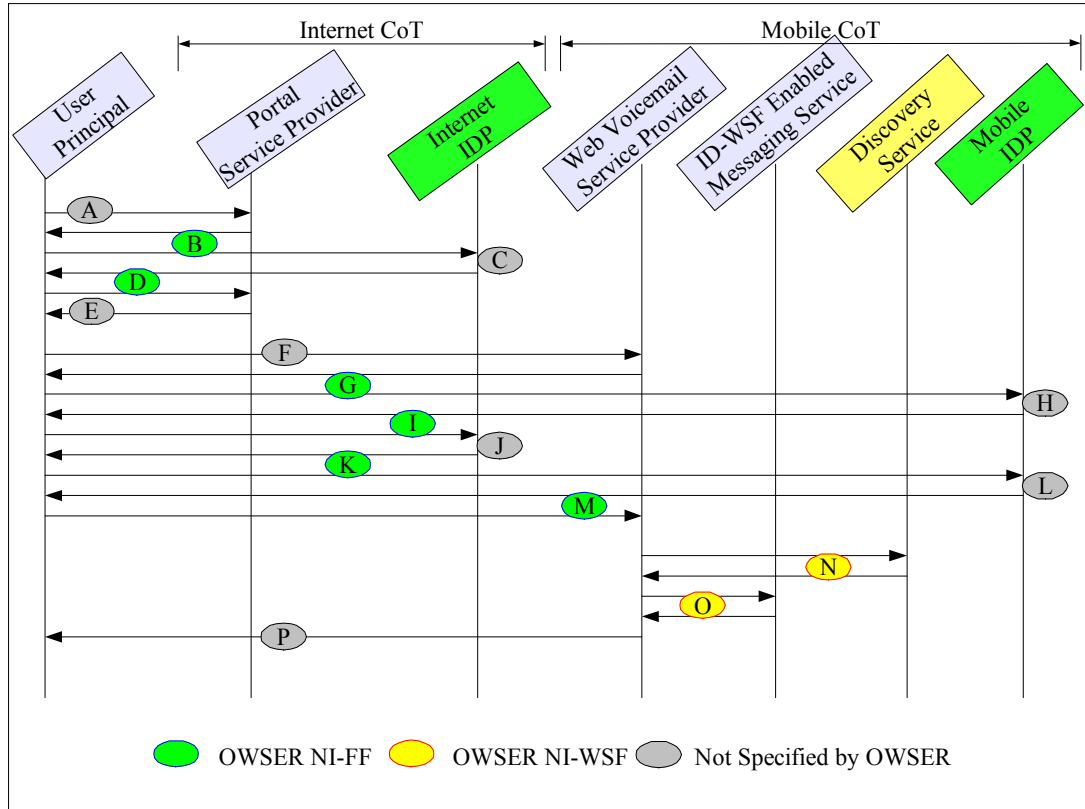 Internet CoT
Mobile CoT
User
Principal
Portal
Service Provider
Internet
IDP
Web Voicemail
Service Provider
ID-WSF Enabled
Messaging Service
Discovery
Service
Mobile
IDP
A
B
C
D
E
F
G
H
I
J
K
L
M
N
O
P
OWSER NI-FF
OWSER NI-WSF
Not Specified by OWSER